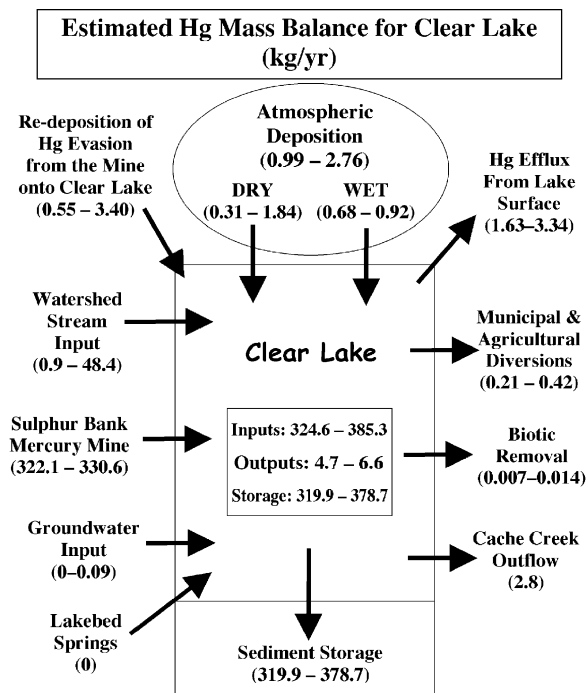 Estimated Hg Mass Balance for Clear Lake
(kg/yr)
Re-deposition of
Hg Evasion
from the Mine
onto Clear Lake
(0.55 – 3.40)
Atmospheric
Deposition
(0.99 – 2.76)
DRY
(0.31 – 1.84)
WET
(0.68 – 0.92)
Hg Efflux
From Lake
Surface
(1.63–3.34)
Watershed
Stream
Input
(0.9 – 48.4)
Clear Lake
Municipal &
Agricultural
Diversions
(0.21 – 0.42)
Sulphur Bank
Mercury Mine
(322.1 – 330.6)
Inputs: 324.6 – 385.3
Outputs: 4.7 – 6.6
Storage: 319.9 – 378.7
Biotic
Removal
(0.007–0.014)
Groundwater
Input
(0–0.09)
Cache Creek
Outflow
(2.8)
Lakebed
Springs
(0)
Sediment Storage
(319.9 – 378.7)